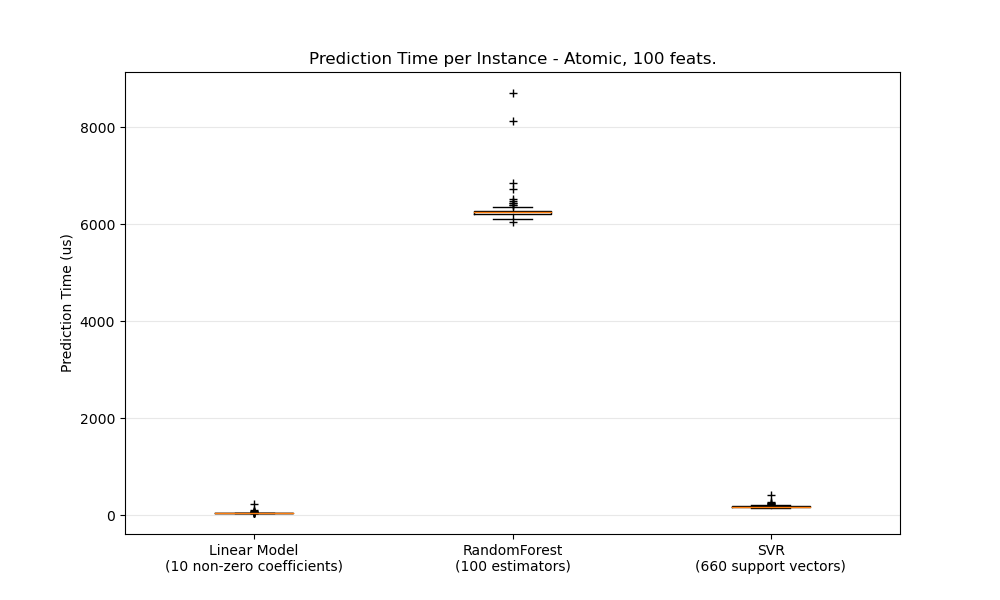 Prediction Time per Instance - Atomic, 100 feats.
Prediction Time (us)
8000
6000
4000
2000
0
Linear Model
(10 non-zero coefficients)
RandomForest
(100 estimators)
SVR
(660 support vectors)